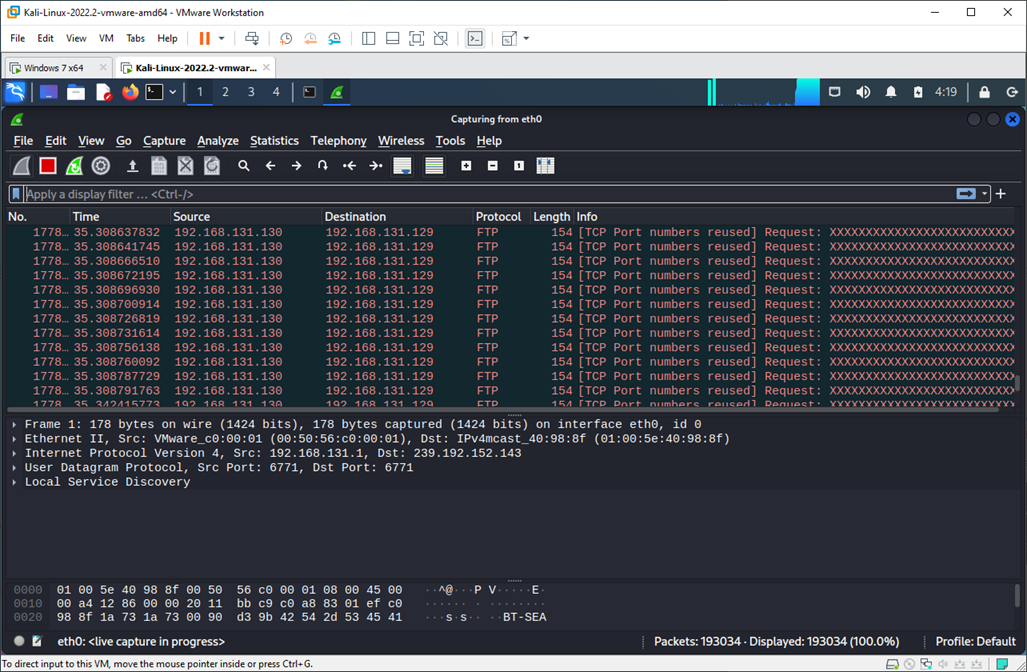 Kali-Linux-2022.2-vmware-amd64 - VMware Workstation
File Edit View VM Tabs Help
Windows 7 x64 Kali-Linux-2022.2-vmwar...
1 2 3 4 4:19
Capturing from eth0
File Edit View Go Capture Analyze Statistics Telephony Wireless Tools Help
Apply a display filter ... <Ctrl-/>
No. Time Source Destination Protocol Length Info
1778… 35.308637832 192.168.131.130 192.168.131.129 FTP 154 [TCP Port numbers reused] Request: XXXXXXXXXXXXXXXXXXXXXXXXXX
1778… 35.308641745 192.168.131.130 192.168.131.129 FTP 154 [TCP Port numbers reused] Request: XXXXXXXXXXXXXXXXXXXXXXXXXX
1778… 35.308666510 192.168.131.130 192.168.131.129 FTP 154 [TCP Port numbers reused] Request: XXXXXXXXXXXXXXXXXXXXXXXXXX
1778… 35.308672195 192.168.131.130 192.168.131.129 FTP 154 [TCP Port numbers reused] Request: XXXXXXXXXXXXXXXXXXXXXXXXXX
1778… 35.308696930 192.168.131.130 192.168.131.129 FTP 154 [TCP Port numbers reused] Request: XXXXXXXXXXXXXXXXXXXXXXXXXX
1778… 35.308700914 192.168.131.130 192.168.131.129 FTP 154 [TCP Port numbers reused] Request: XXXXXXXXXXXXXXXXXXXXXXXXXX
1778… 35.308726819 192.168.131.130 192.168.131.129 FTP 154 [TCP Port numbers reused] Request: XXXXXXXXXXXXXXXXXXXXXXXXXX
1778… 35.308731614 192.168.131.130 192.168.131.129 FTP 154 [TCP Port numbers reused] Request: XXXXXXXXXXXXXXXXXXXXXXXXXX
1778… 35.308756138 192.168.131.130 192.168.131.129 FTP 154 [TCP Port numbers reused] Request: XXXXXXXXXXXXXXXXXXXXXXXXXX
1778… 35.308760092 192.168.131.130 192.168.131.129 FTP 154 [TCP Port numbers reused] Request: XXXXXXXXXXXXXXXXXXXXXXXXXX
1778… 35.308787729 192.168.131.130 192.168.131.129 FTP 154 [TCP Port numbers reused] Request: XXXXXXXXXXXXXXXXXXXXXXXXXX
1778… 35.308791763 192.168.131.130 192.168.131.129 FTP 154 [TCP Port numbers reused] Request: XXXXXXXXXXXXXXXXXXXXXXXXXX
1778… 35.342415773 192.168.131.130 192.168.131.129 FTP 154 [TCP Port numbers reused] Request: XXXXXXXXXXXXXXXXXXXXXXXXXX
Frame 1: 178 bytes on wire (1424 bits), 178 bytes captured (1424 bits) on interface eth0, id 0
Ethernet II, Src: VMware_c0:00:01 (00:50:56:c0:00:01), Dst: IPv4mcast_40:98:8f (01:00:5e:40:98:8f)
Internet Protocol Version 4, Src: 192.168.131.1, Dst: 239.192.152.143
User Datagram Protocol, Src Port: 6771, Dst Port: 6771
Local Service Discovery
0000 01 00 5e 40 98 8f 00 50 56 c0 00 01 08 00 45 00 ··^@···P V·····E·
0010 00 a4 12 86 00 00 20 11 bb c9 c0 a8 83 01 ef c0 ······ · ········
0020 98 8f 1a 73 1a 73 00 90 d3 9b 42 54 2d 53 45 41 ···s·s·· ··BT-SEA
eth0: <live capture in progress> Packets: 193034 · Displayed: 193034 (100.0%) Profile: Default
To direct input to this VM, move the mouse pointer inside or press Ctrl+G.